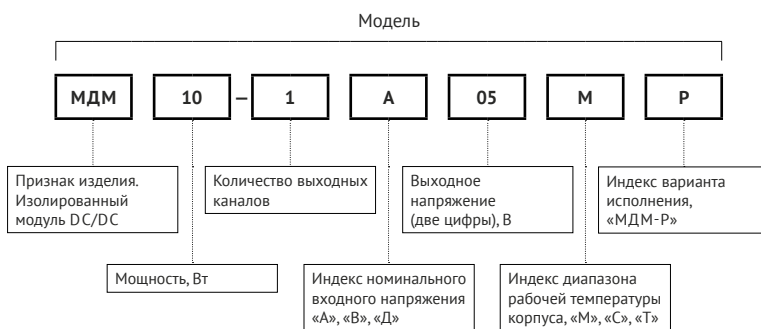 Модель
МДМ 10 – 1 А 05 М Р
Признак изделия.
Изолированный
модуль DC/DC
Количество выходных
каналов
Выходное
напряжение
(две цифры), В
Индекс варианта
исполнения,
«МДМ-Р»
Мощность, Вт
Индекс номинального
входного напряжения
«А», «В», «Д»
Индекс диапазона
рабочей температуры
корпуса, «М», «С», «Т»